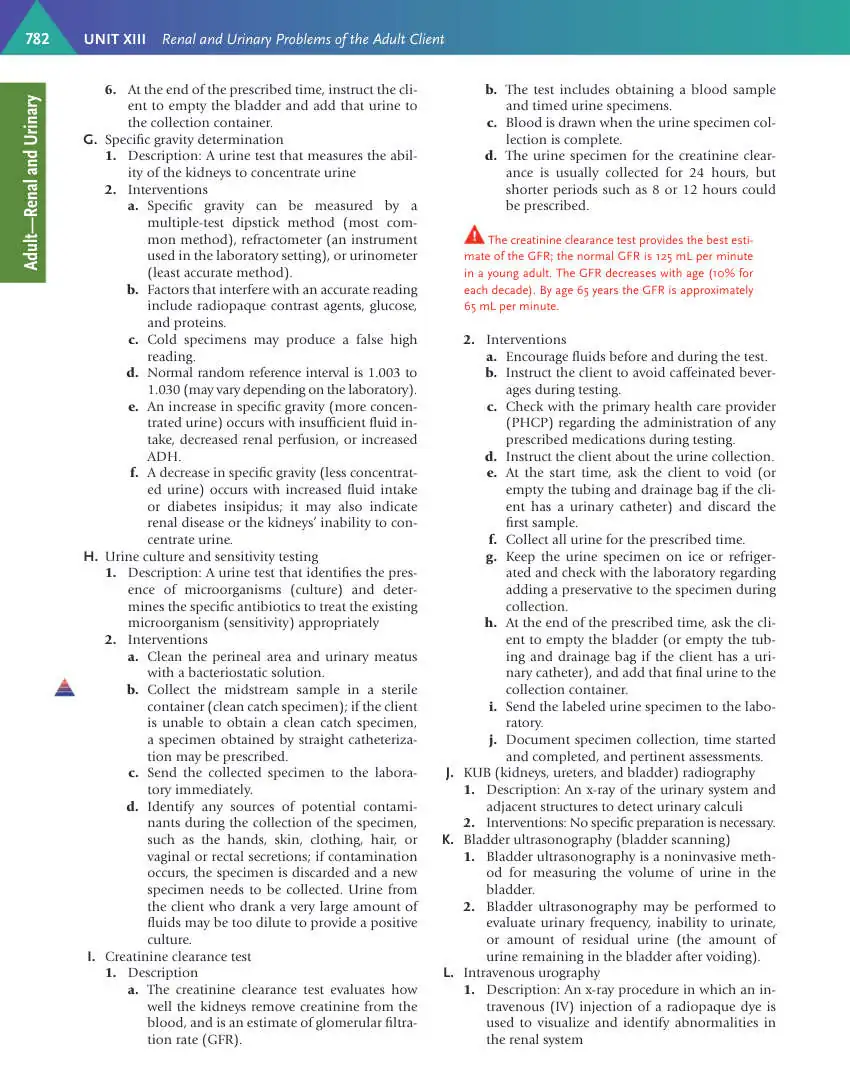 782 UNIT XIII Renal and Urinary Problems of the Adult Client
Adult—Renal and Urinary
6. At the end of the prescribed time, instruct the cli-
ent to empty the bladder and add that urine to
the collection container.
G. Specific gravity determination
1. Description: A urine test that measures the abil-
ity of the kidneys to concentrate urine
2. Interventions
a. Specific gravity can be measured by a
multiple-test dipstick method (most com-
mon method), refractometer (an instrument
used in the laboratory setting), or urinometer
(least accurate method).
b. Factors that interfere with an accurate reading
include radiopaque contrast agents, glucose,
and proteins.
c. Cold specimens may produce a false high
reading.
d. Normal random reference interval is 1.003 to
1.030 (may vary depending on the laboratory).
e. An increase in specific gravity (more concen-
trated urine) occurs with insufficient fluid in-
take, decreased renal perfusion, or increased
ADH.
f. A decrease in specific gravity (less concentrat-
ed urine) occurs with increased fluid intake
or diabetes insipidus; it may also indicate
renal disease or the kidneys’ inability to con-
centrate urine.
H. Urine culture and sensitivity testing
1. Description: A urine test that identifies the pres-
ence of microorganisms (culture) and deter-
mines the specific antibiotics to treat the existing
microorganism (sensitivity) appropriately
2. Interventions
a. Clean the perineal area and urinary meatus
with a bacteriostatic solution.
b. Collect the midstream sample in a sterile
container (clean catch specimen); if the client
is unable to obtain a clean catch specimen,
a specimen obtained by straight catheteriza-
tion may be prescribed.
c. Send the collected specimen to the labora-
tory immediately.
d. Identify any sources of potential contami-
nants during the collection of the specimen,
such as the hands, skin, clothing, hair, or
vaginal or rectal secretions; if contamination
occurs, the specimen is discarded and a new
specimen needs to be collected. Urine from
the client who drank a very large amount of
fluids may be too dilute to provide a positive
culture.
I. Creatinine clearance test
1. Description
a. The creatinine clearance test evaluates how
well the kidneys remove creatinine from the
blood, and is an estimate of glomerular filtra-
tion rate (GFR).
b. The test includes obtaining a blood sample
and timed urine specimens.
c. Blood is drawn when the urine specimen col-
lection is complete.
d. The urine specimen for the creatinine clear-
ance is usually collected for 24 hours, but
shorter periods such as 8 or 12 hours could
be prescribed.
The creatinine clearance test provides the best esti-
mate of the GFR; the normal GFR is 125 mL per minute
in a young adult. The GFR decreases with age (10% for
each decade). By age 65 years the GFR is approximately
65 mL per minute.
2. Interventions
a. Encourage fluids before and during the test.
b. Instruct the client to avoid caffeinated bever-
ages during testing.
c. Check with the primary health care provider
(PHCP) regarding the administration of any
prescribed medications during testing.
d. Instruct the client about the urine collection.
e. At the start time, ask the client to void (or
empty the tubing and drainage bag if the cli-
ent has a urinary catheter) and discard the
first sample.
f. Collect all urine for the prescribed time.
g. Keep the urine specimen on ice or refriger-
ated and check with the laboratory regarding
adding a preservative to the specimen during
collection.
h. At the end of the prescribed time, ask the cli-
ent to empty the bladder (or empty the tub-
ing and drainage bag if the client has a uri-
nary catheter), and add that final urine to the
collection container.
i. Send the labeled urine specimen to the labo-
ratory.
j. Document specimen collection, time started
and completed, and pertinent assessments.
J. KUB (kidneys, ureters, and bladder) radiography
1. Description: An x-ray of the urinary system and
adjacent structures to detect urinary calculi
2. Interventions: No specific preparation is necessary.
K. Bladder ultrasonography (bladder scanning)
1. Bladder ultrasonography is a noninvasive meth-
od for measuring the volume of urine in the
bladder.
2. Bladder ultrasonography may be performed to
evaluate urinary frequency, inability to urinate,
or amount of residual urine (the amount of
urine remaining in the bladder after voiding).
L. Intravenous urography
1. Description: An x-ray procedure in which an in-
travenous (IV) injection of a radiopaque dye is
used to visualize and identify abnormalities in
the renal system